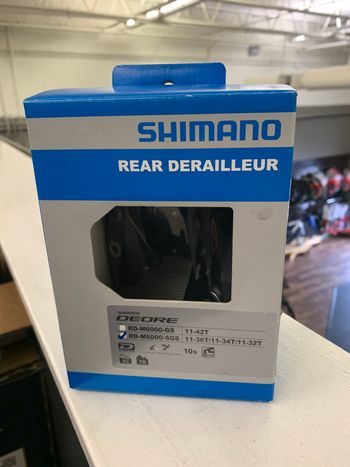 SHIMANO
REAR DERAILLEUR
SHIMANO
DEORE
RD-M6000-GS 11-42T
RD-M6000-SGS 11-36T/11-34T/11-32T
10s